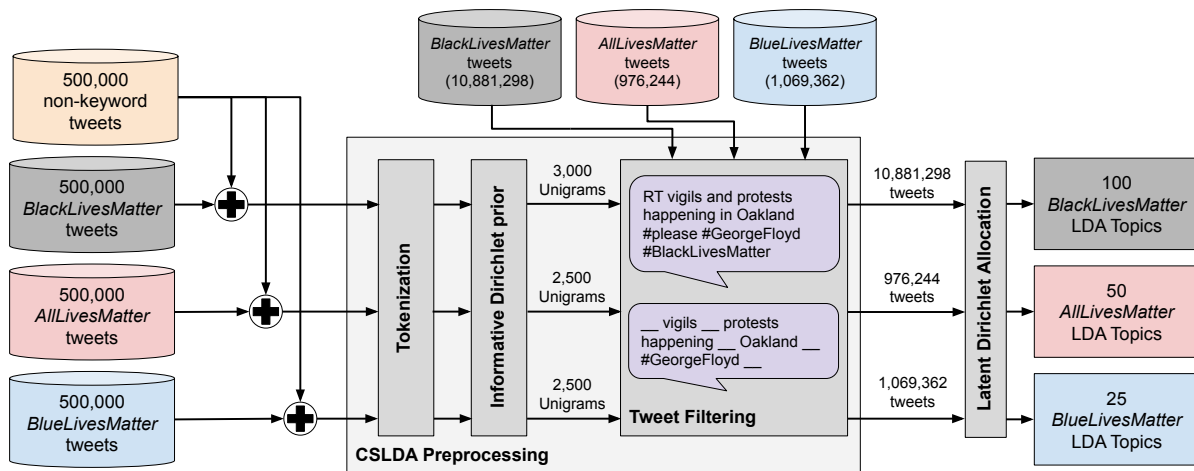 500,000
non-keyword
tweets
500,000
BlackLivesMatter
tweets
500,000
AllLivesMatter
tweets
500,000
BlueLivesMatter
tweets
BlackLivesMatter
tweets
(10,881,298)
AllLivesMatter
tweets
(976,244)
BlueLivesMatter
tweets
(1,069,362)
Tokenization
Informative Dirichlet prior
3,000
Unigrams
2,500
Unigrams
2,500
Unigrams
RT vigils and protests
happening in Oakland
#please #GeorgeFloyd
#BlackLivesMatter
__ vigils __ protests
happening __ Oakland __
#GeorgeFloyd __
Tweet Filtering
CSLDA Preprocessing
10,881,298
tweets
976,244
tweets
1,069,362
tweets
Latent Dirichlet Allocation
100
BlackLivesMatter
LDA Topics
50
AllLivesMatter
LDA Topics
25
BlueLivesMatter
LDA Topics